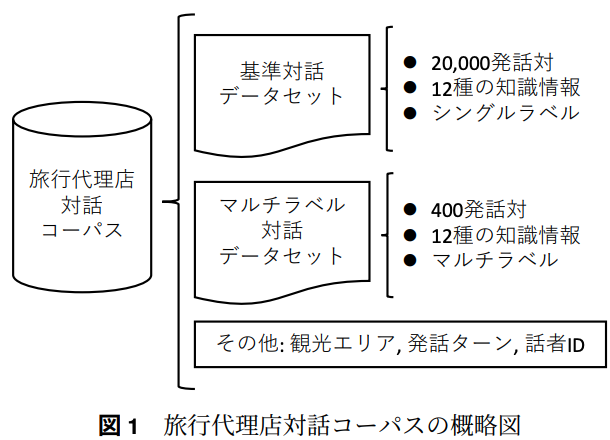 旅行代理店
対話
コーパス
基準対話
データセット
● 20,000発話対
● 12種の知識情報
● シングルラベル
マルチラベル
対話
データセット
● 400発話対
● 12種の知識情報
● マルチラベル
その他: 観光エリア, 発話ターン, 話者ID
図 1 旅行代理店対話コーパスの概略図